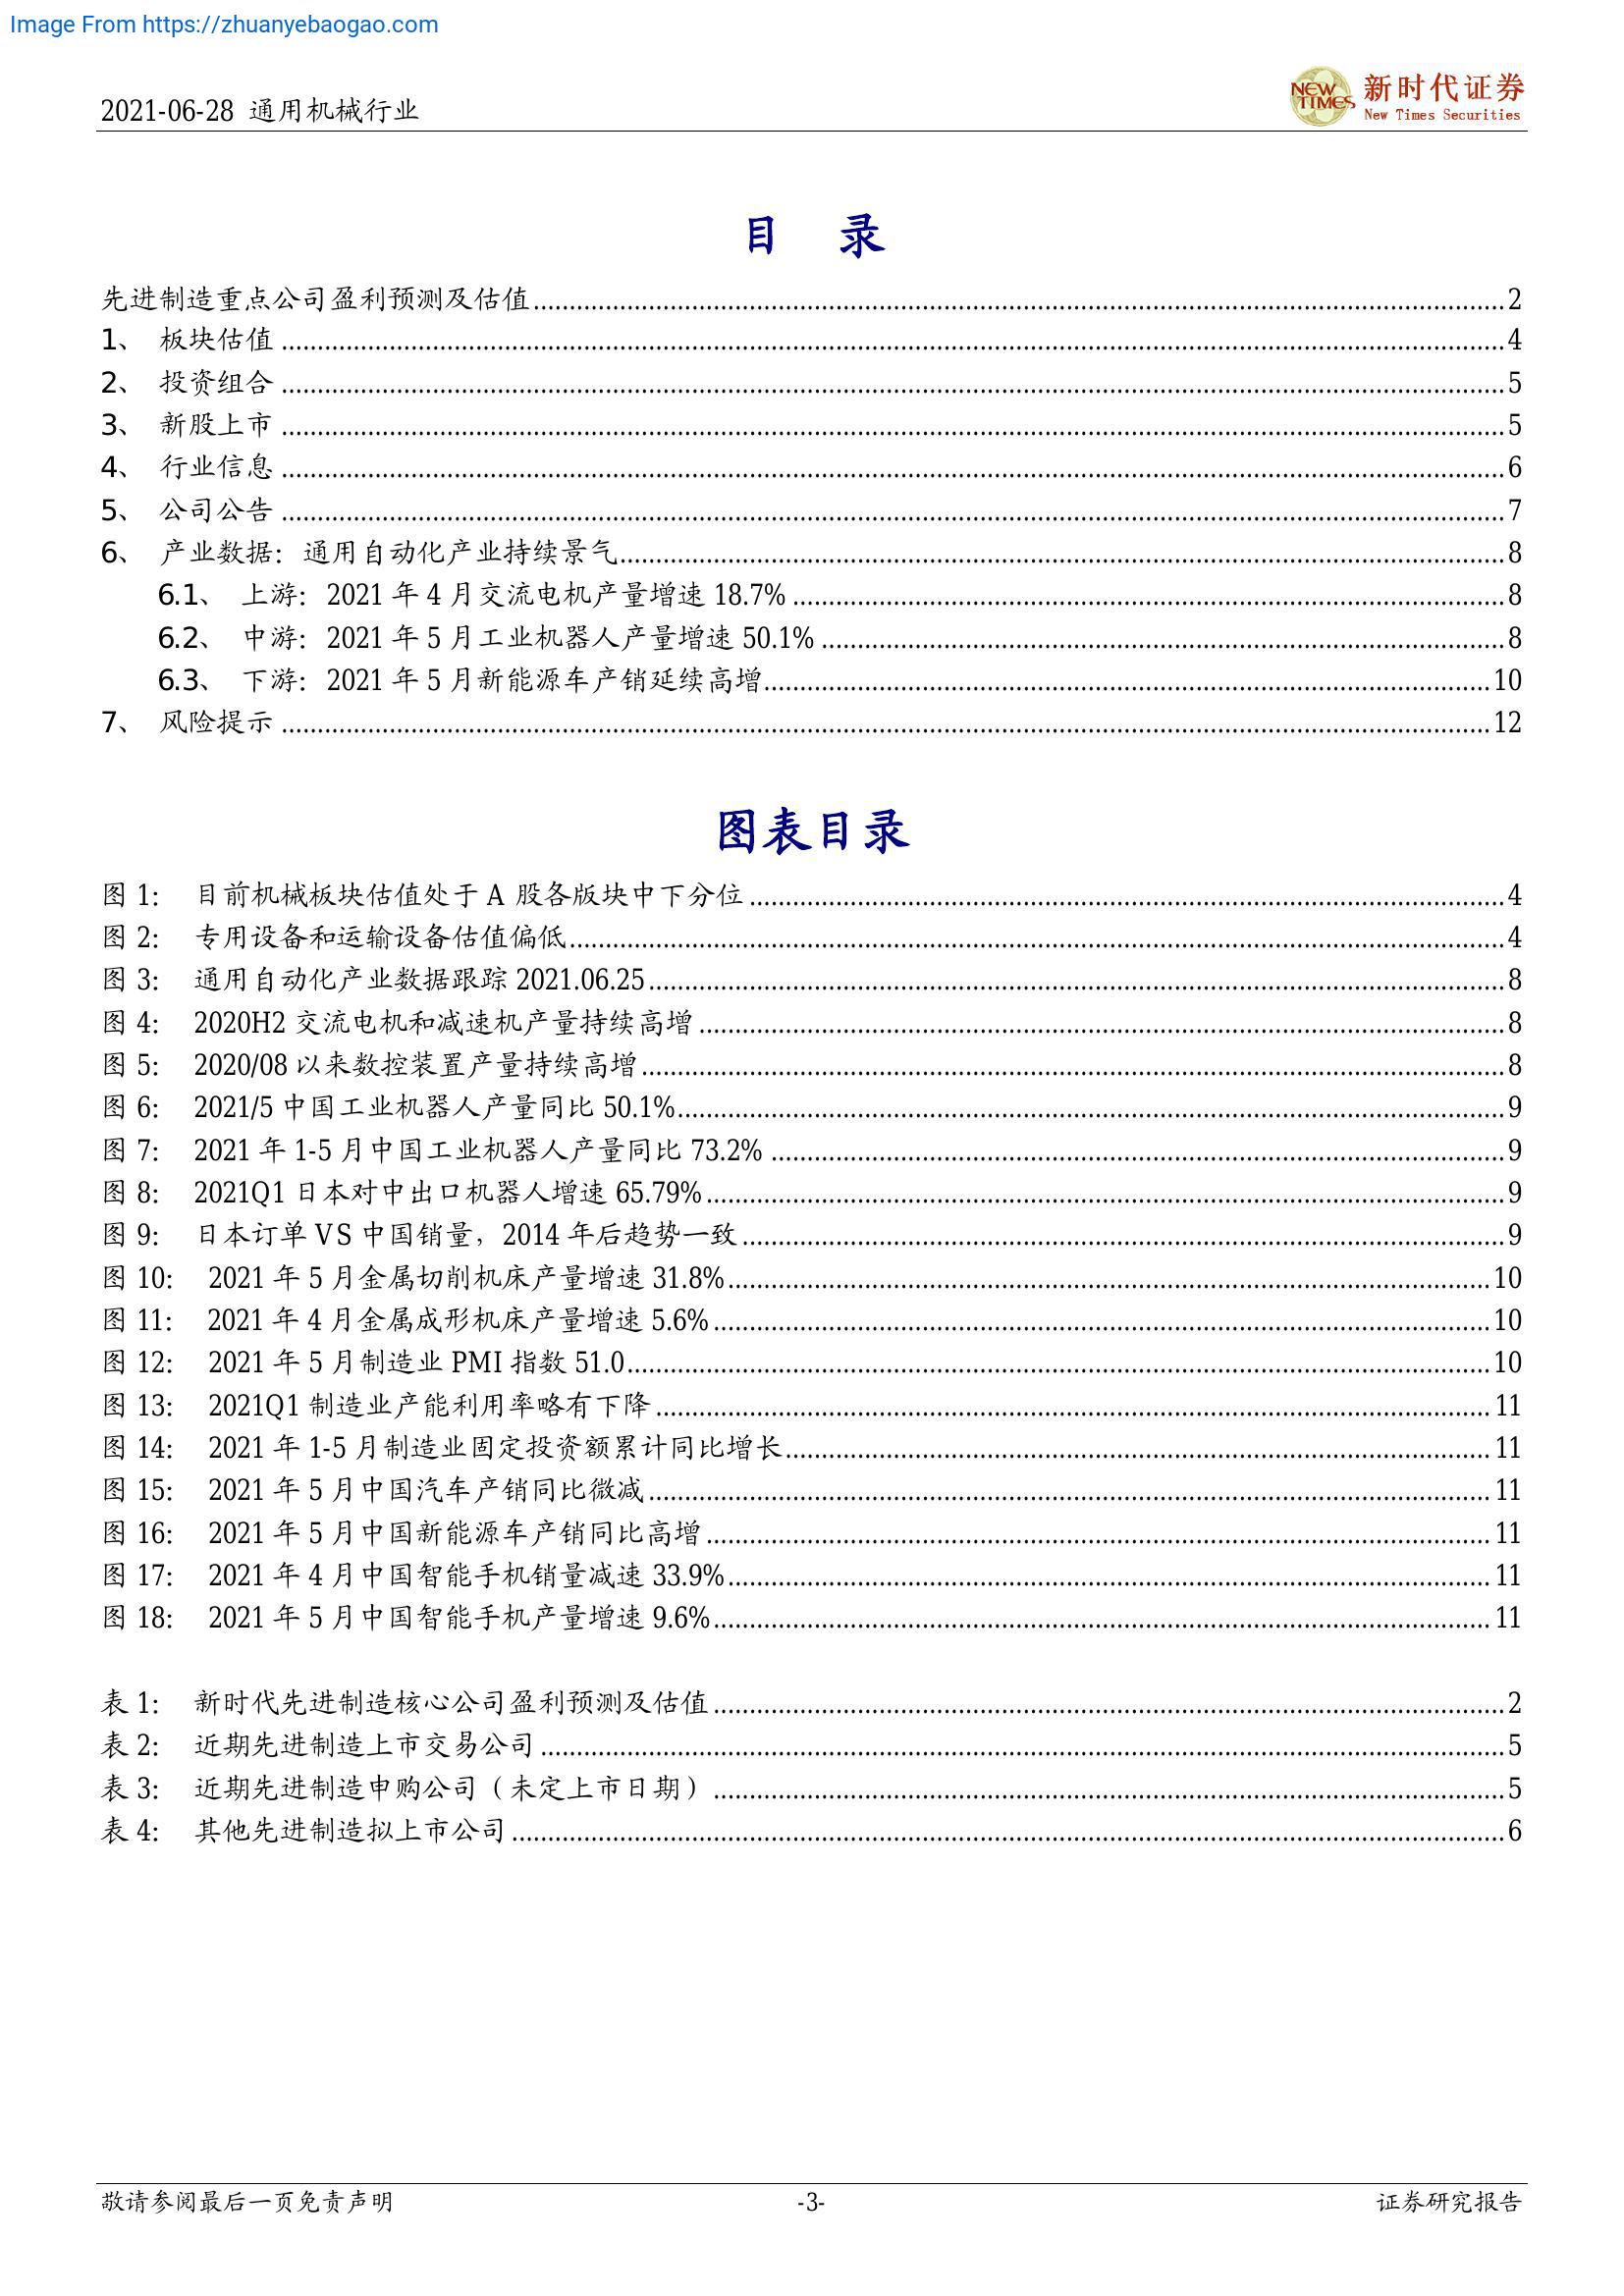 Image From https://zhuanyebaogao.com
2021-06-28 通用机械行业
NEW TIMES 新时代证券
New Times Securities
目 录
先进制造重点公司盈利预测及估值 2
1、 板块估值 4
2、 投资组合 5
3、 新股上市 5
4、 行业信息 6
5、 公司公告 7
6、 产业数据：通用自动化产业持续景气 8
6.1、 上游：2021 年 4 月交流电机产量增速 18.7% 8
6.2、 中游：2021 年 5 月工业机器人产量增速 50.1% 8
6.3、 下游：2021 年 5 月新能源车产销延续高增 10
7、 风险提示 12
图表目录
图 1： 目前机械板块估值处于 A 股各版块中下分位 4
图 2： 专用设备和运输设备估值偏低 4
图 3： 通用自动化产业数据跟踪 2021.06.25 8
图 4： 2020H2 交流电机和减速机产量持续高增 8
图 5： 2020/08 以来数控装置产量持续高增 8
图 6： 2021/5 中国工业机器人产量同比 50.1% 9
图 7： 2021 年 1-5 月中国工业机器人产量同比 73.2% 9
图 8： 2021Q1 日本对中出口机器人增速 65.79% 9
图 9： 日本订单 VS 中国销量，2014 年后趋势一致 9
图 10： 2021 年 5 月金属切削机床产量增速 31.8% 10
图 11： 2021 年 4 月金属成形机床产量增速 5.6% 10
图 12： 2021 年 5 月制造业 PMI 指数 51.0 10
图 13： 2021Q1 制造业产能利用率略有下降 11
图 14： 2021 年 1-5 月制造业固定投资额累计同比增长 11
图 15： 2021 年 5 月中国汽车产销同比微减 11
图 16： 2021 年 5 月中国新能源车产销同比高增 11
图 17： 2021 年 4 月中国智能手机销量减速 33.9% 11
图 18： 2021 年 5 月中国智能手机产量增速 9.6% 11
表 1： 新时代先进制造核心公司盈利预测及估值 2
表 2： 近期先进制造上市交易公司 5
表 3： 近期先进制造申购公司（未定上市日期） 5
表 4： 其他先进制造拟上市公司 6
敬请参阅最后一页免责声明 -3- 证券研究报告